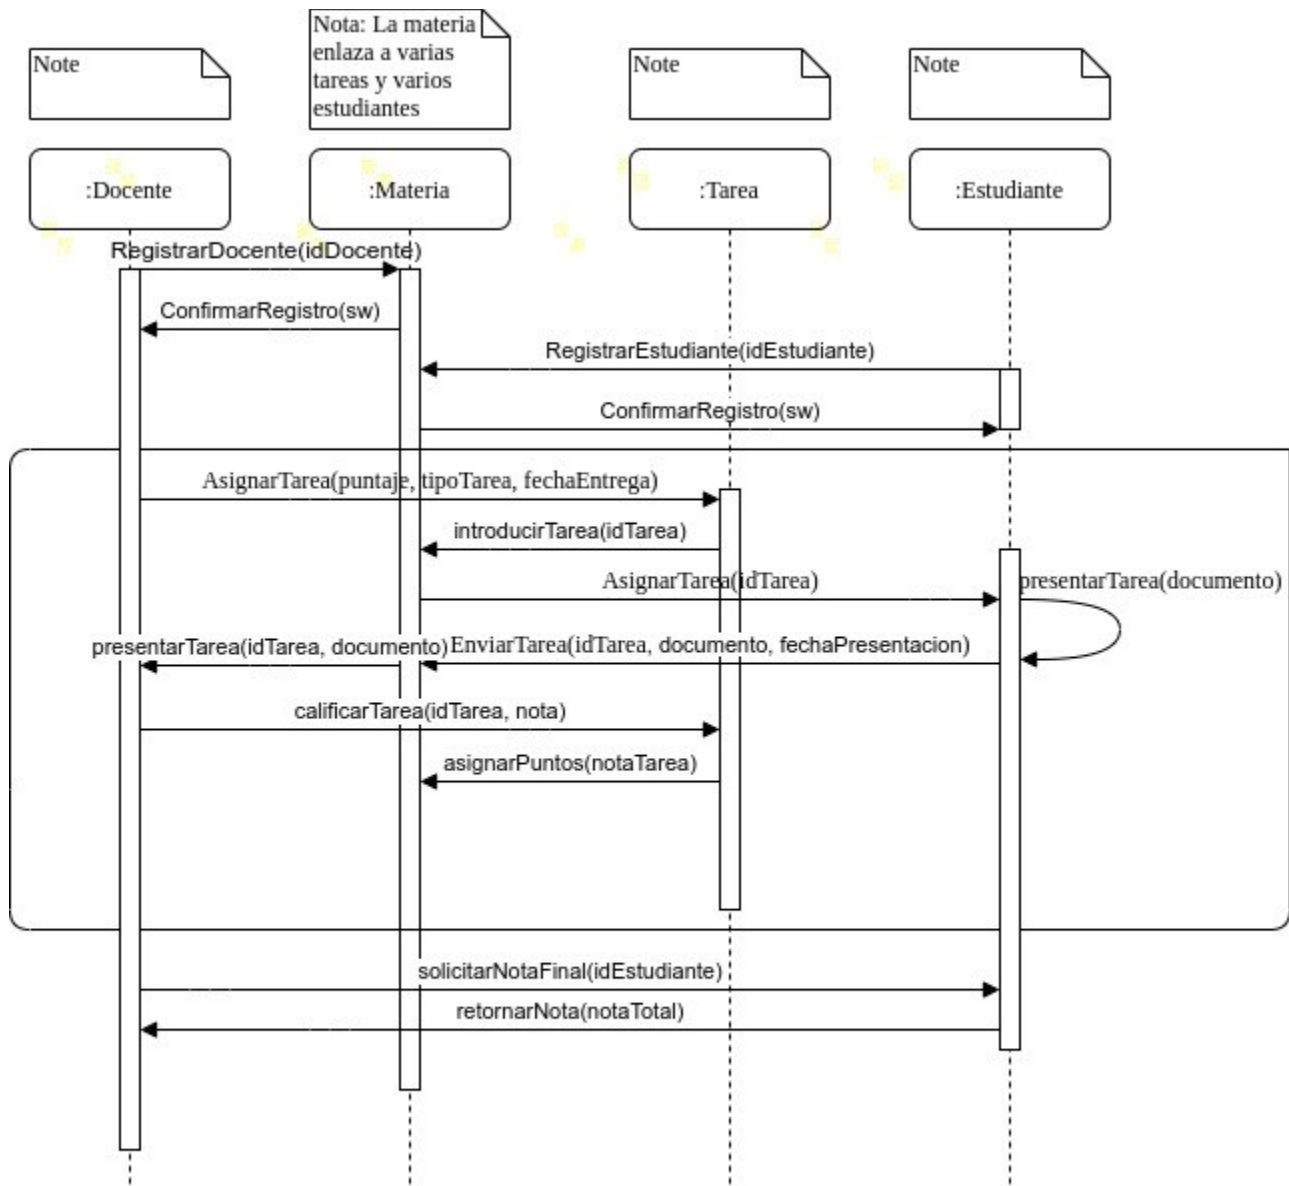 Note
Nota: La materia
enlaza a varias
tareas y varios
estudiantes
Note
Note
:Docente
:Materia
:Tarea
:Estudiante
RegistrarDocente(idDocente)
ConfirmarRegistro(sw)
RegistrarEstudiante(idEstudiante)
ConfirmarRegistro(sw)
AsignarTarea(puntaje, tipoTarea, fechaEntrega)
introducirTarea(idTarea)
AsignarTarea(idTarea)
presentarTarea(documento)
presentarTarea(idTarea, documento)
EnviarTarea(idTarea, documento, fechaPresentacion)
calificarTarea(idTarea, nota)
asignarPuntos(notaTarea)
solicitarNotaFinal(idEstudiante)
retornarNota(notaTotal)